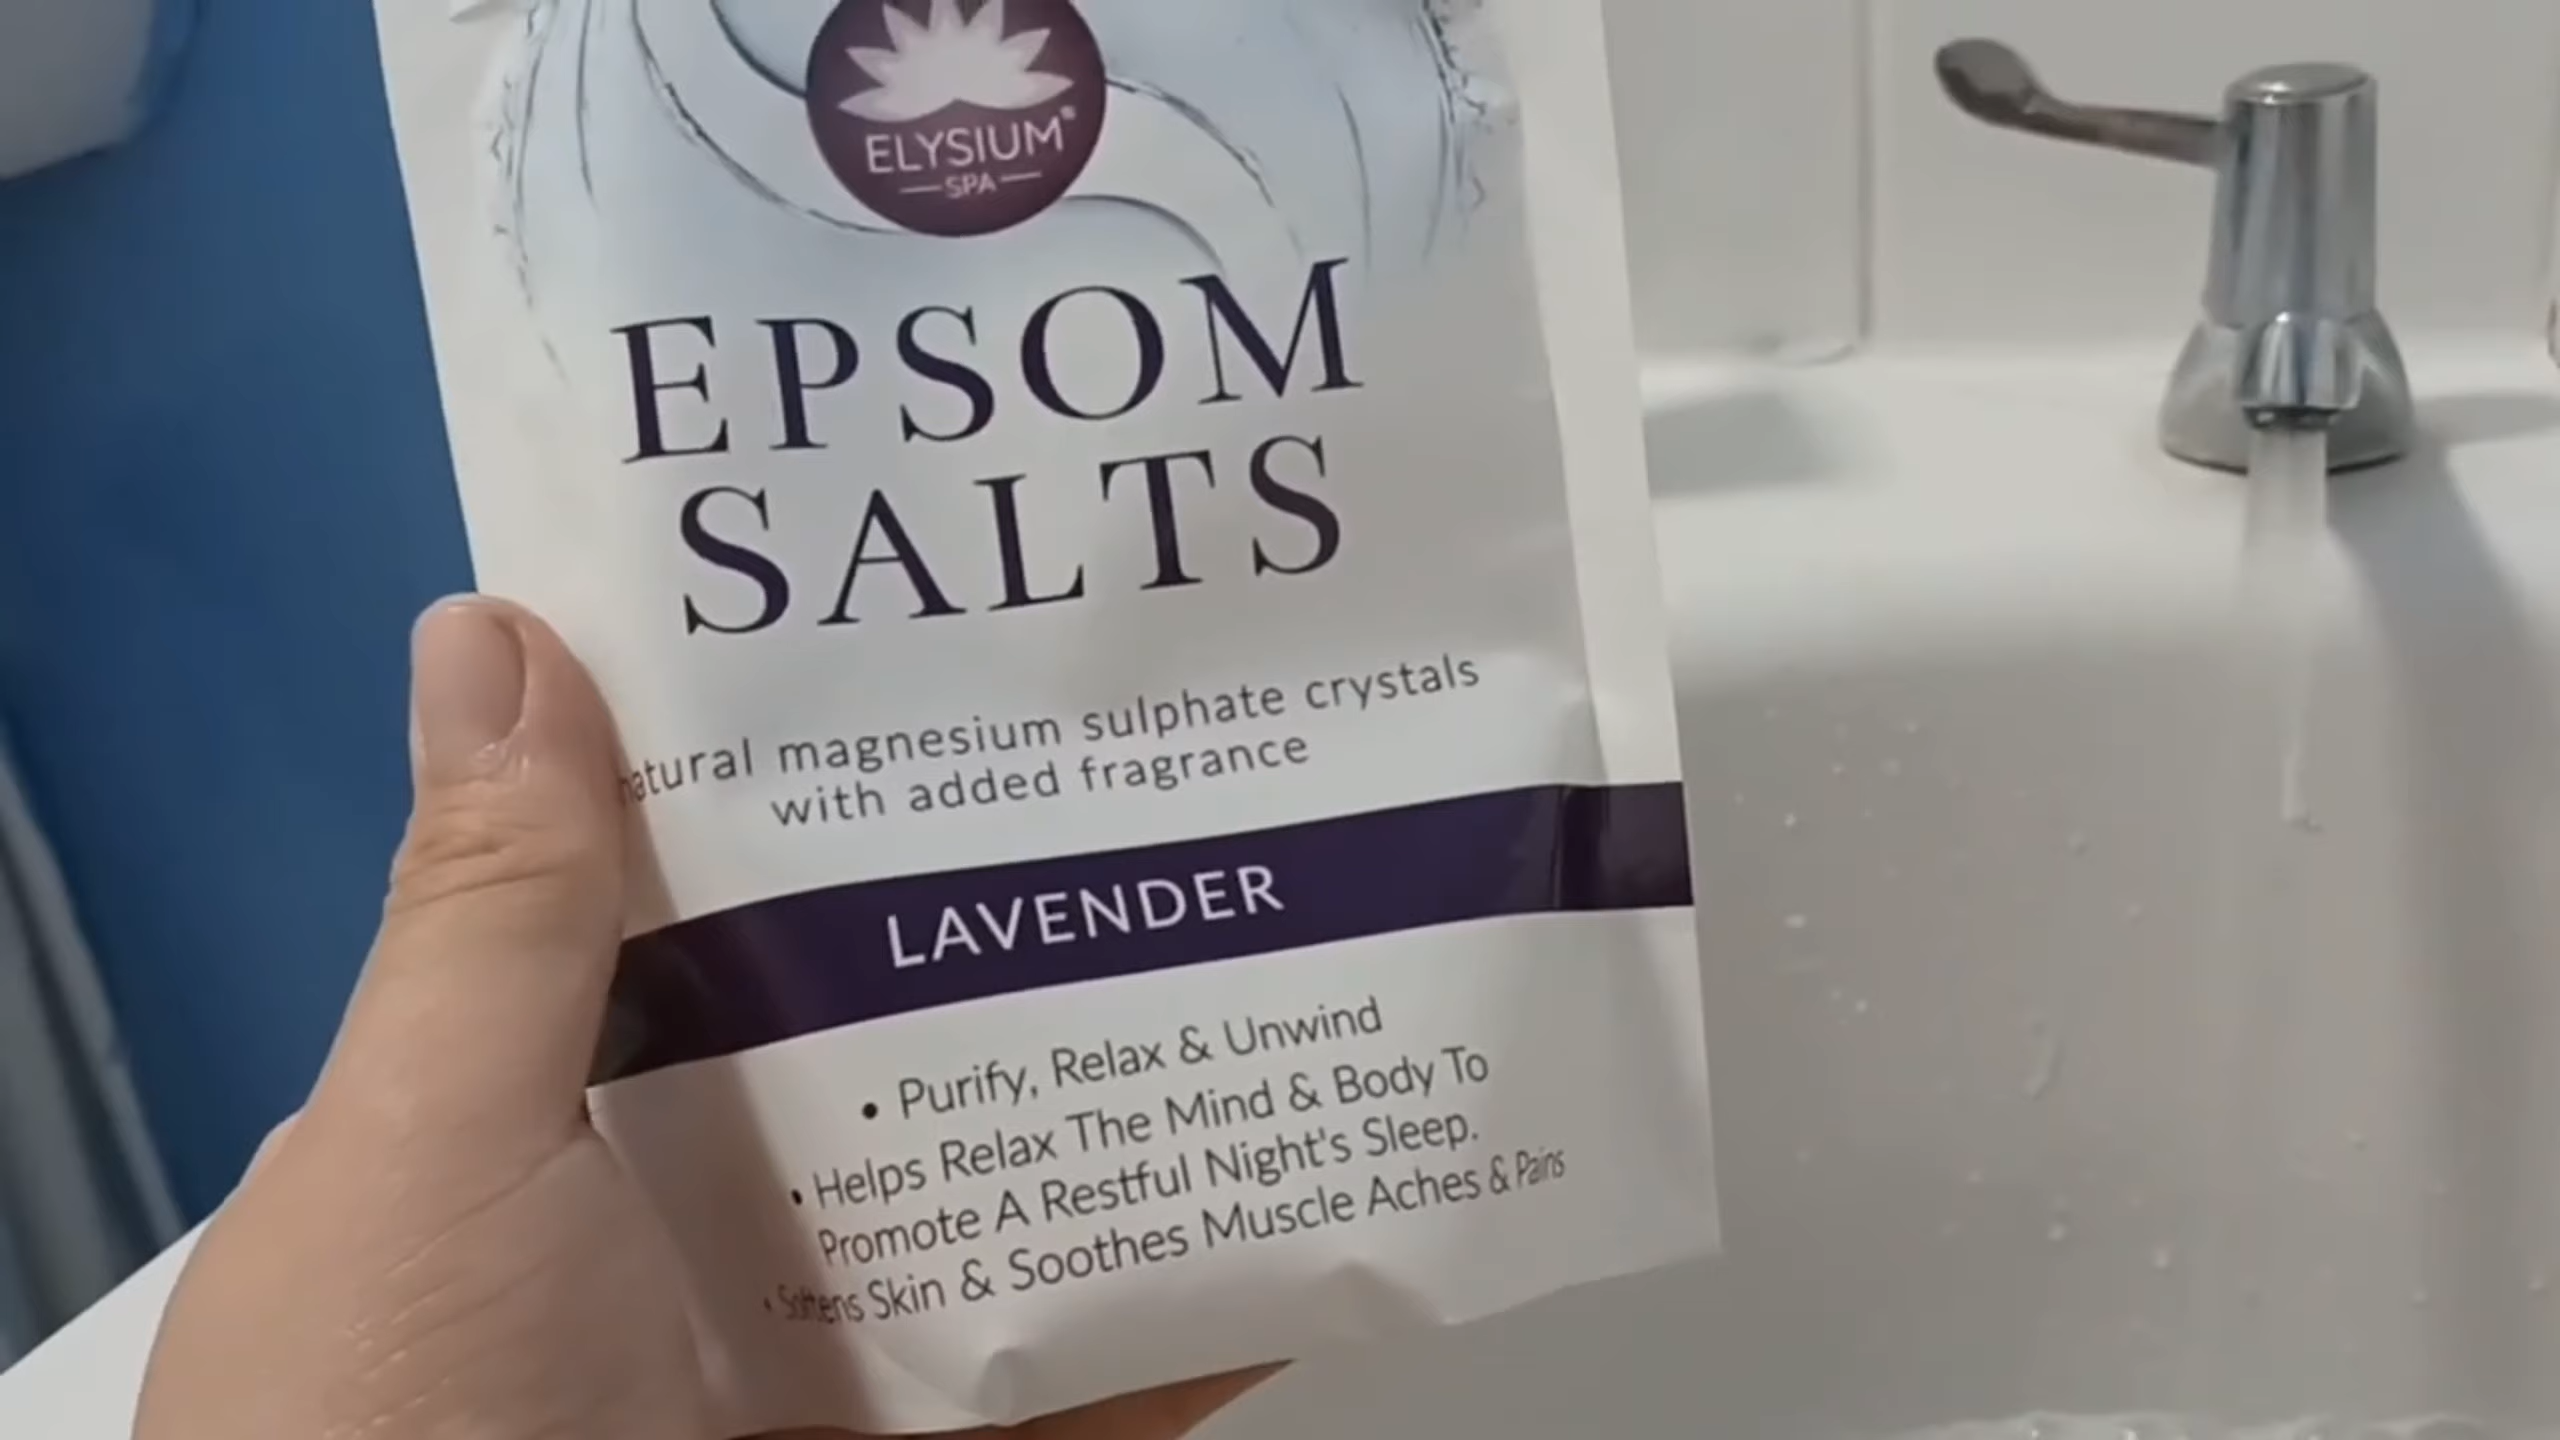 ELYSIUM®
SPA
EPSOM
SALTS
natural magnesium sulphate crystals
with added fragrance
LAVENDER
• Purify, Relax & Unwind
• Helps Relax The Mind & Body To
Promote A Restful Night's Sleep.
• Softens Skin & Soothes Muscle Aches & Pains